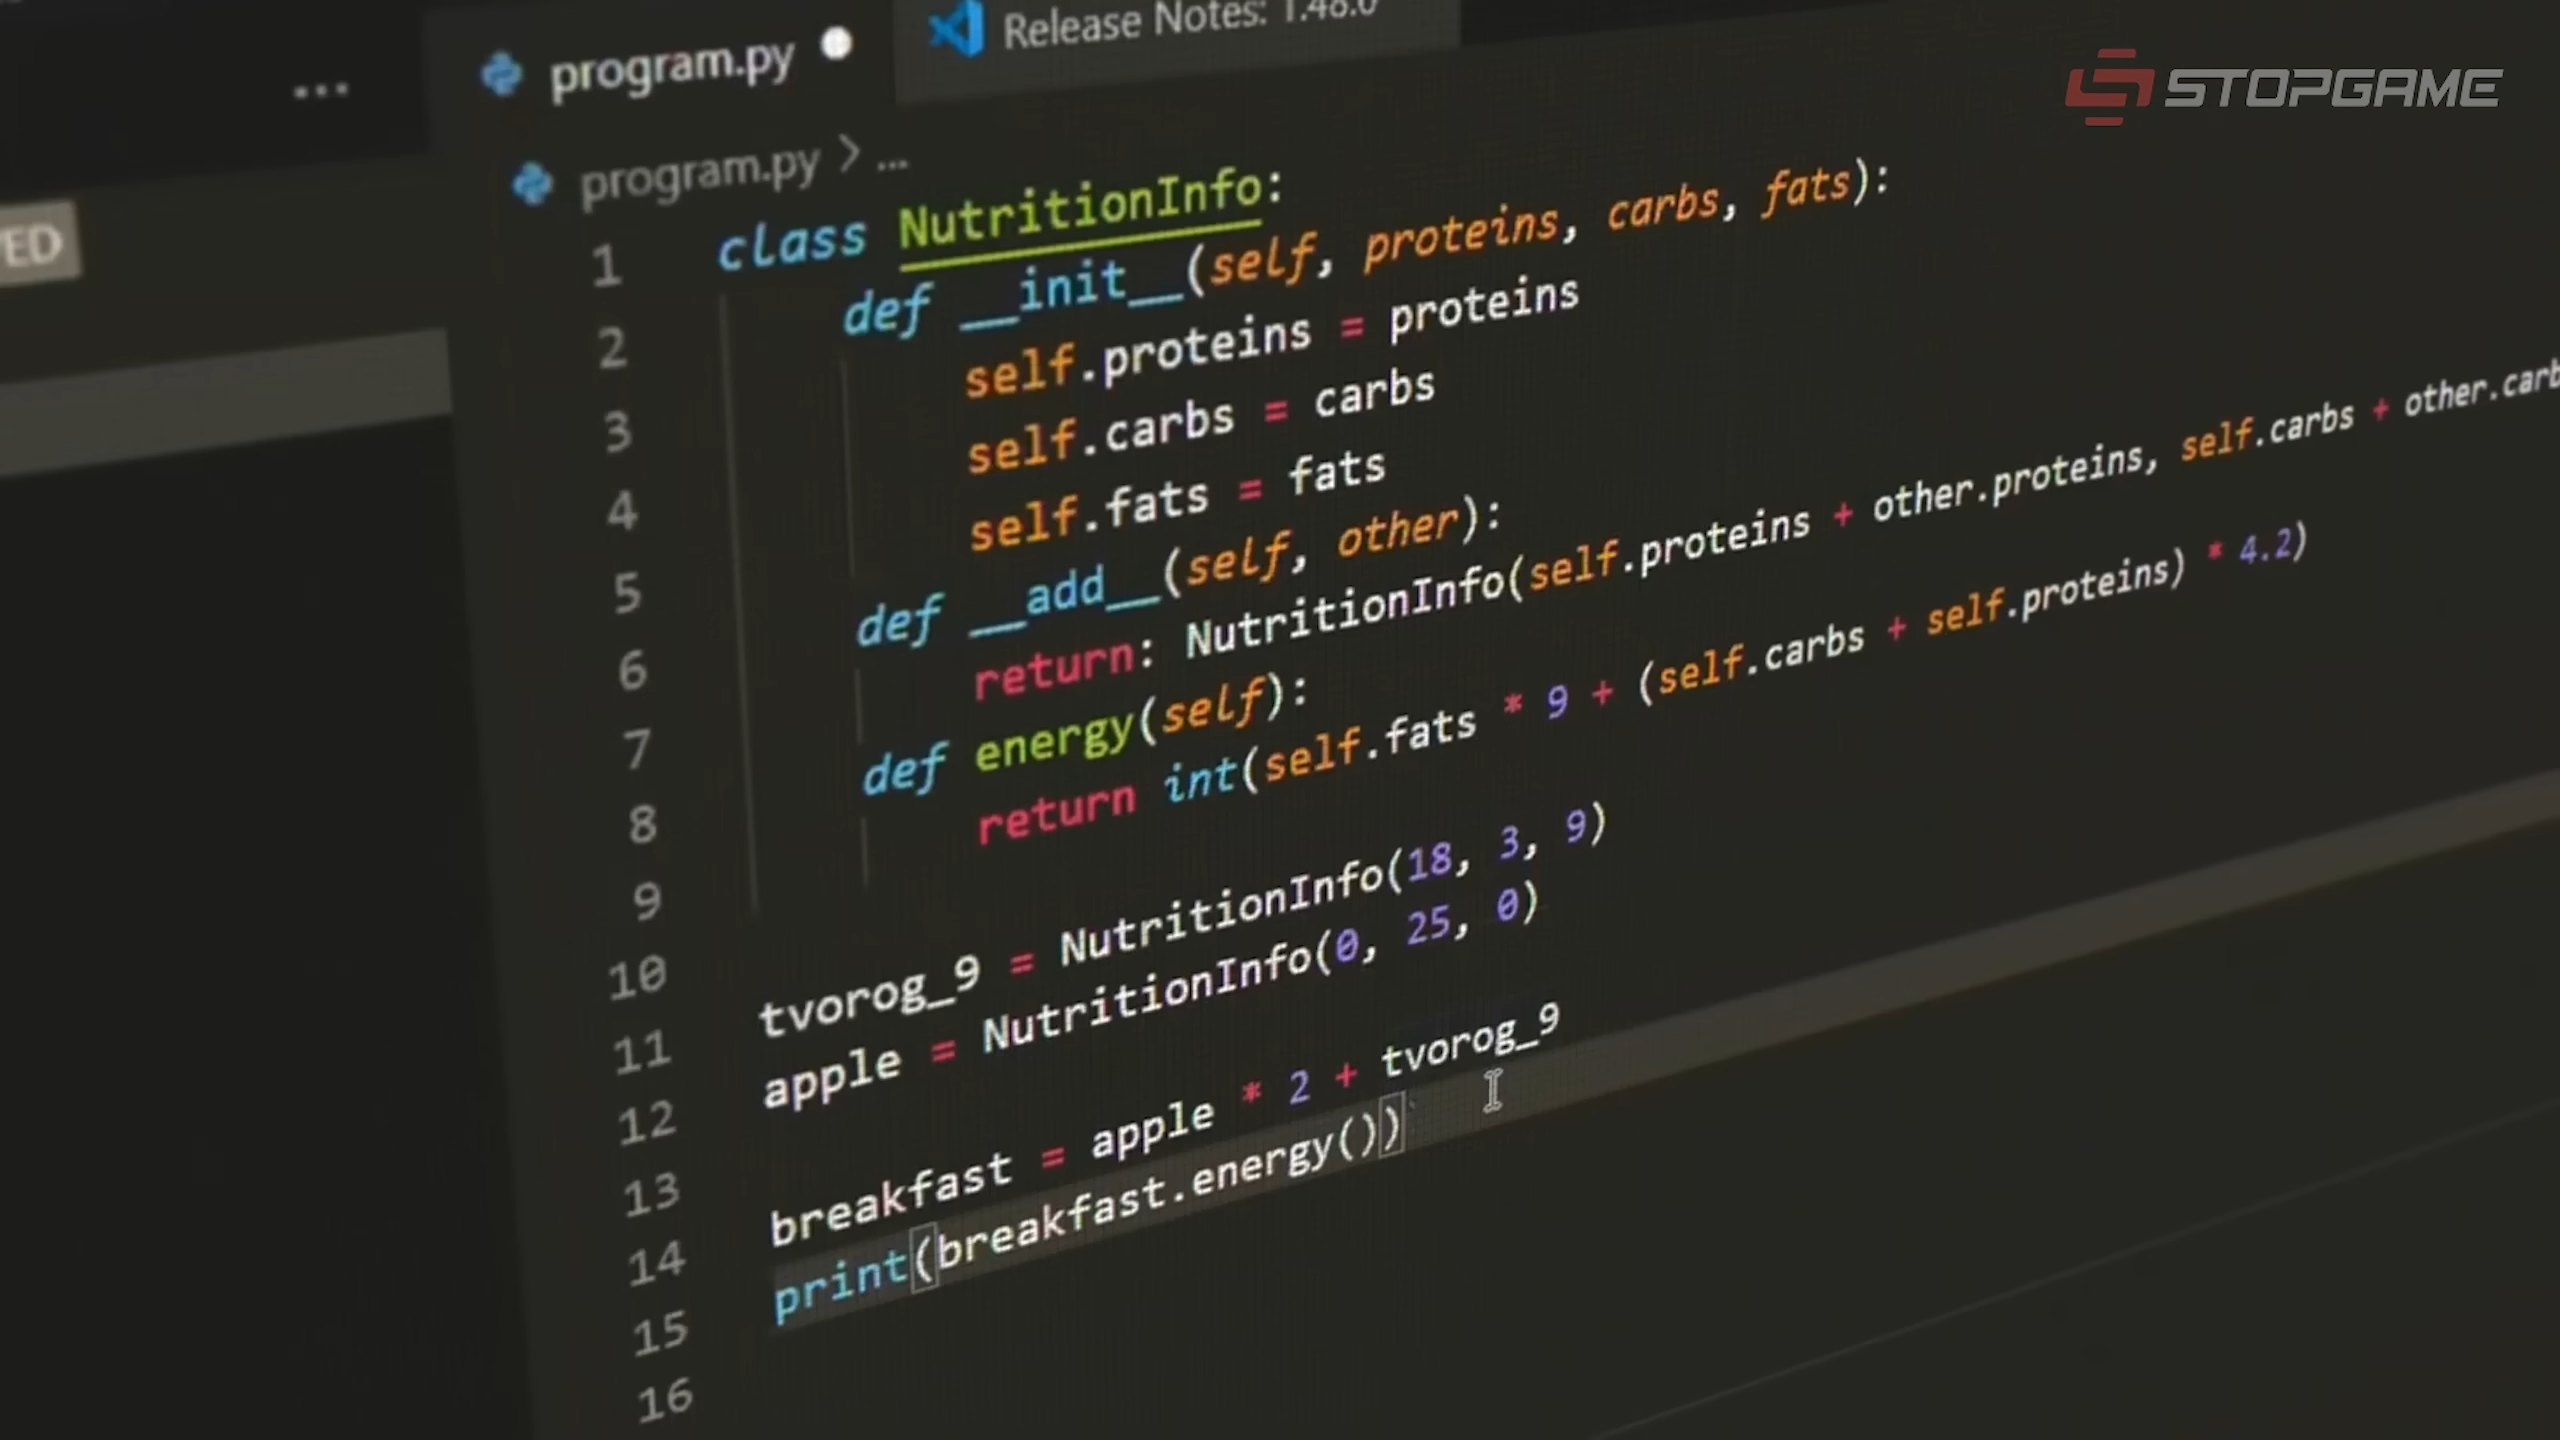 program.py
Release Notes: 1.48.0
STOPGAME
program.py > ...
1 class NutritionInfo:
2 def __init__(self, proteins, carbs, fats):
3 self.proteins = proteins
4 self.carbs = carbs
5 self.fats = fats
6 def __add__(self, other):
7 return: NutritionInfo(self.proteins + other.proteins, self.carbs + other.carb
8 def energy(self):
9 return int(self.fats * 9 + (self.carbs + self.proteins) * 4.2)
10
11 tvorog_9 = NutritionInfo(18, 3, 9)
12 apple = NutritionInfo(0, 25, 0)
13
14 breakfast = apple * 2 + tvorog_9
15 print(breakfast.energy())
16